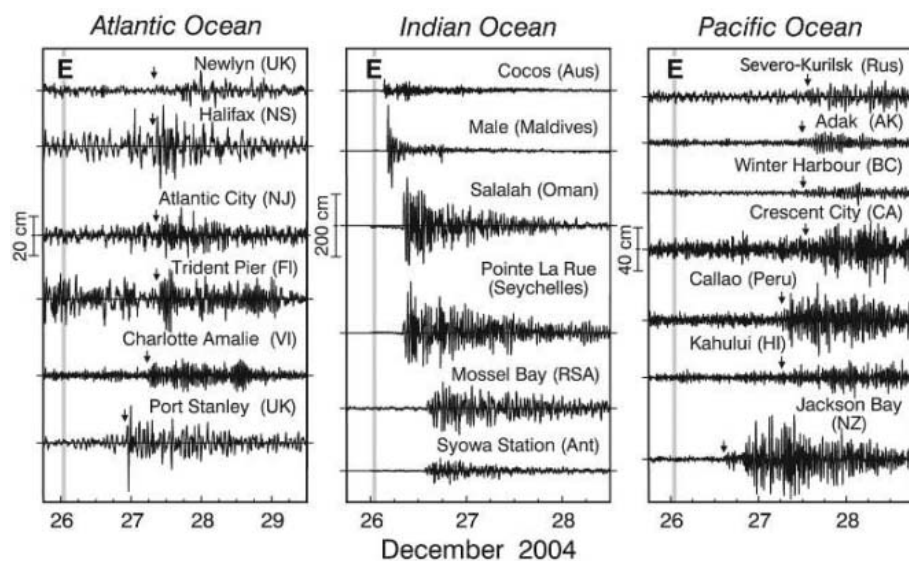 Atlantic Ocean
E
Newlyn (UK)
Halifax (NS)
Atlantic City (NJ)
20 cm
Trident Pier (Fl)
Charlotte Amalie (VI)
Port Stanley (UK)
26 27 28 29
Indian Ocean
E
Cocos (Aus)
Male (Maldives)
Salalah (Oman)
200 cm
Pointe La Rue
(Seychelles)
Mossel Bay (RSA)
Syowa Station (Ant)
26 27 28
Pacific Ocean
E
Severo-Kurilsk (Rus)
Adak (AK)
Winter Harbour (BC)
Crescent City (CA)
40 cm
Callao (Peru)
Kahului (HI)
Jackson Bay
(NZ)
26 27 28
December 2004